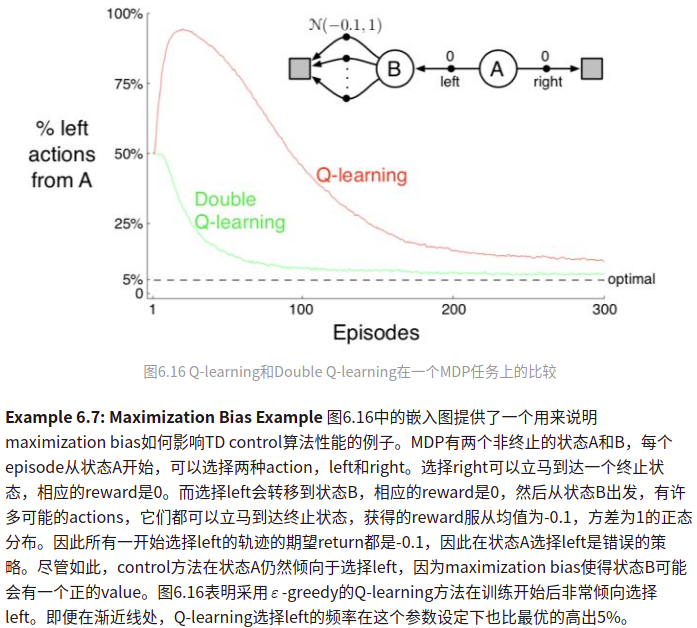 100%
75%
50%
25%
5%
0
% left
actions
from A
N(−0.1, 1)
B
0
left
A
0
right
Q-learning
Double
Q-learning
optimal
1
100
200
300
Episodes
图6.16 Q-learning和Double Q-learning在一个MDP任务上的比较
Example 6.7: Maximization Bias Example 图6.16中的嵌入图提供了一个用来说明
maximization bias如何影响TD control算法性能的例子。MDP有两个非终止的状态A和B，每个
episode从状态A开始，可以选择两种action，left和right。选择right可以立马到达一个终止状
态，相应的reward是0。而选择left会转移到状态B，相应的reward是0，然后从状态B出发，有许
多可能的actions，它们都可以立马到达终止状态，获得的reward服从均值为-0.1，方差为1的正态
分布。因此所有一开始选择left的轨迹的期望return都是-0.1，因此在状态A选择left是错误的策
略。尽管如此，control方法在状态A仍然倾向于选择left，因为maximization bias使得状态B可能
会有一个正的value。图6.16表明采用 ε -greedy的Q-learning方法在训练开始后非常倾向选择
left。即便在渐近线处，Q-learning选择left的频率在这个参数设定下也比最优的高出5%。